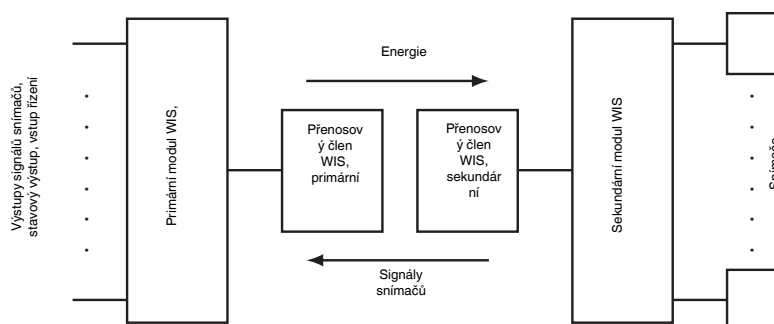 Výstupy signálů snímačů,
stavový výstup, vstup řízení
Primární modul WIS,
Energie
Přenosov
ý člen
WIS,
primární
Přenosov
ý člen
WIS,
sekundár
ní
Signály
snímačů
Sekundární modul WIS
Snímače